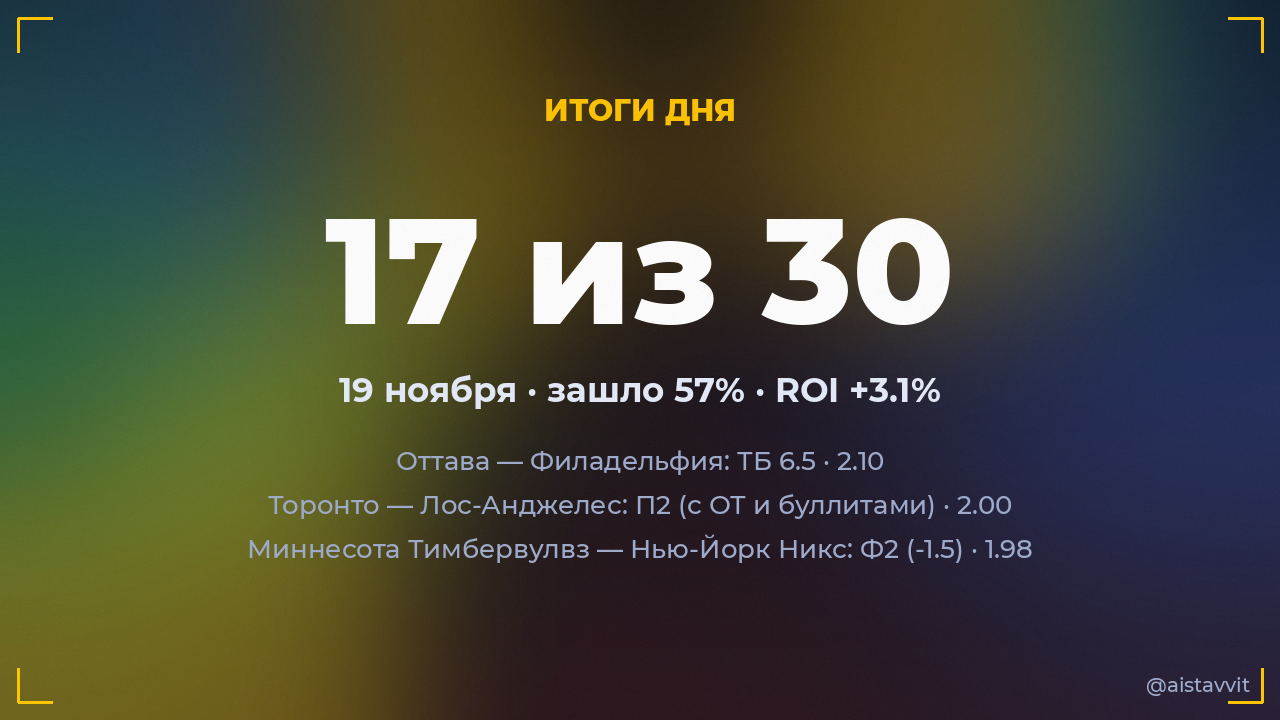 ИТОГИ ДНЯ
17 из 30
19 ноября · зашло 57% · ROI +3.1%
Оттава — Филадельфия: ТБ 6.5 · 2.10
Торонто — Лос-Анджелес: П2 (с ОТ и буллитами) · 2.00
Миннесота Тимбервулвз — Нью-Йорк Никс: Ф2 (-1.5) · 1.98
@aistavvit